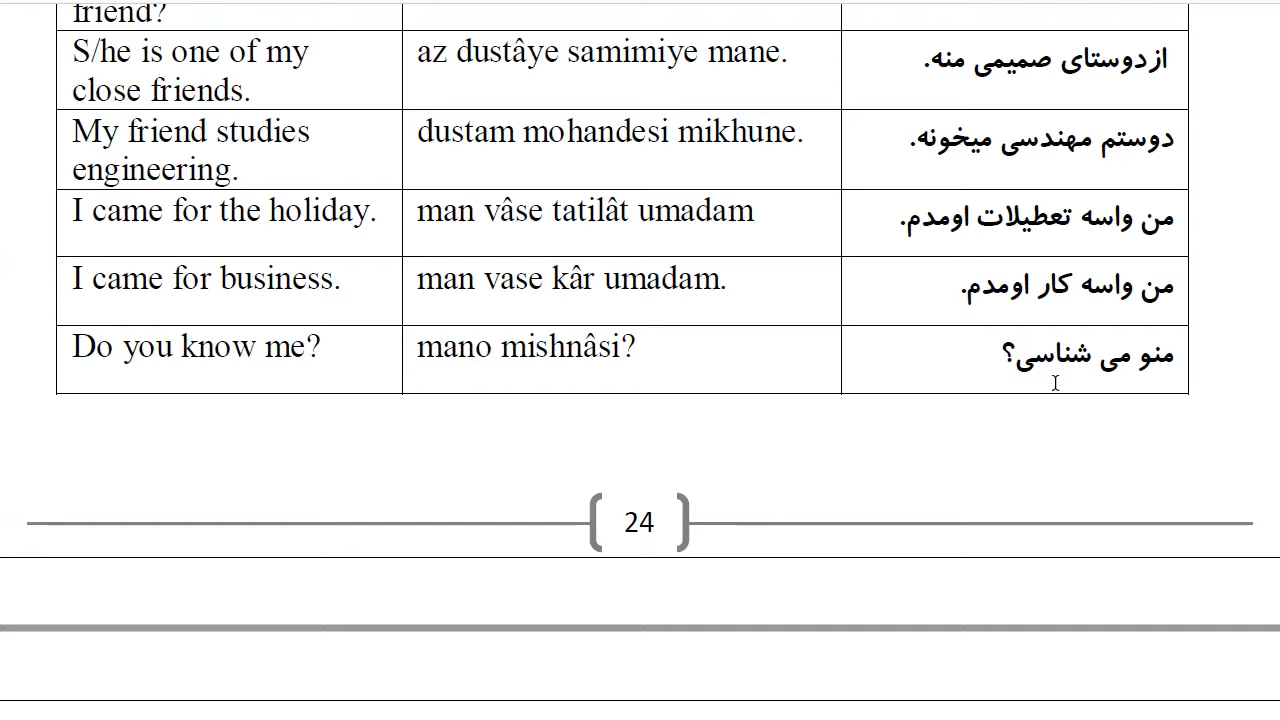 friend?
S/he is one of my
close friends.
az dustâye samimiye mane.
ازدوستای صمیمی منه.
My friend studies
engineering.
dustam mohandesi mikhune.
دوستم مهندسی میخونه.
I came for the holiday.
man vâse tatilât umadam
من واسه تعطیلات اومدم.
I came for business.
man vase kâr umadam.
من واسه کار اومدم.
Do you know me?
mano mishnâsi?
منو می شناسی؟
24